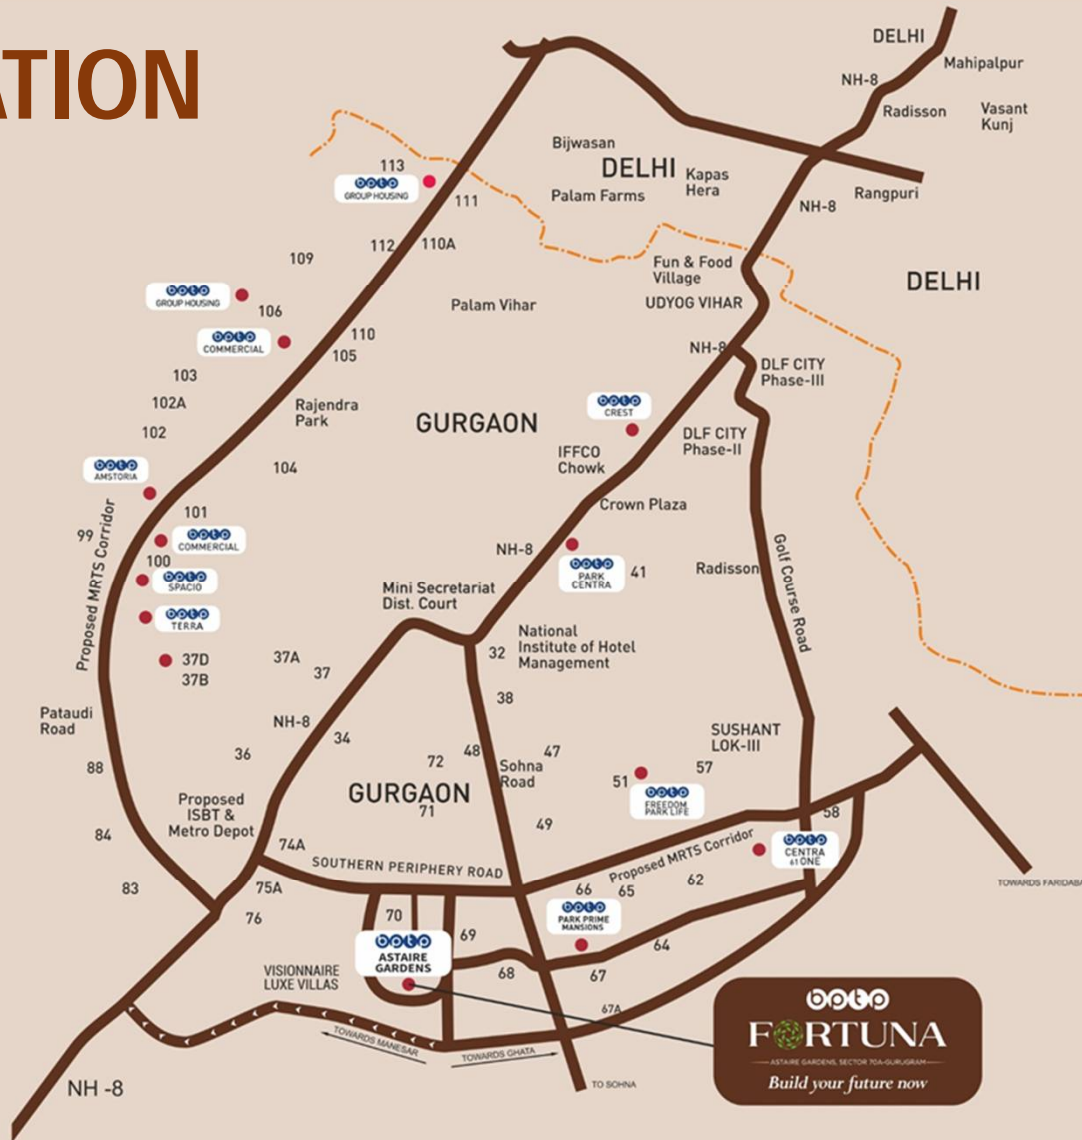 ATION
DELHI
Mahipalpur
NH-8
Radisson
Vasant
Kunj
Bijwasan
DELHI
Kapas
Hera
Palam Farms
Rangpuri
NH-8
113
bptp
GROUP HOUSING
111
112
110A
109
Fun & Food
Village
UDYOG VIHAR
DELHI
bptp
GROUP HOUSING
106
Palam Vihar
bptp
COMMERCIAL
110
105
NH-8
DLF CITY
Phase-III
103
102A
102
Rajendra
Park
GURGAON
bptp
CREST
DLF CITY
Phase-II
IFFCO
Chowk
104
bptp
AMSTORIA
Crown Plaza
101
99
Proposed MRTS Corridor
bptp
COMMERCIAL
100
bptp
SPACIO
bptp
TERRA
NH-8
bptp
PARK
CENTRA
41
Radisson
Golf Course Road
Mini Secretariat
Dist. Court
National
Institute of Hotel
Management
32
37D
37B
37A
37
38
Pataudi
Road
NH-8
34
36
72
48
47
Sohna
Road
SUSHANT
LOK-III
51
57
bptp
FREEDOM
PARK LIFE
88
GURGAON
71
Proposed
ISBT &
Metro Depot
49
58
84
74A
Proposed MRTS Corridor
bptp
CENTRA
61 ONE
SOUTHERN PERIPHERY ROAD
83
75A
76
66
65
62
TOWARDS FARIDABA
bptp
PARK PRIME
MANSIONS
70
69
bptp
ASTAIRE
GARDENS
64
68
67
VISIONNAIRE
LUXE VILLAS
67A
TOWARDS MANESAR
TOWARDS GHATA
TO SOHNA
NH -8
bptp
FORTUNA
ASTAIRE GARDENS, SECTOR 70A-GURUGRAM
Build your future now